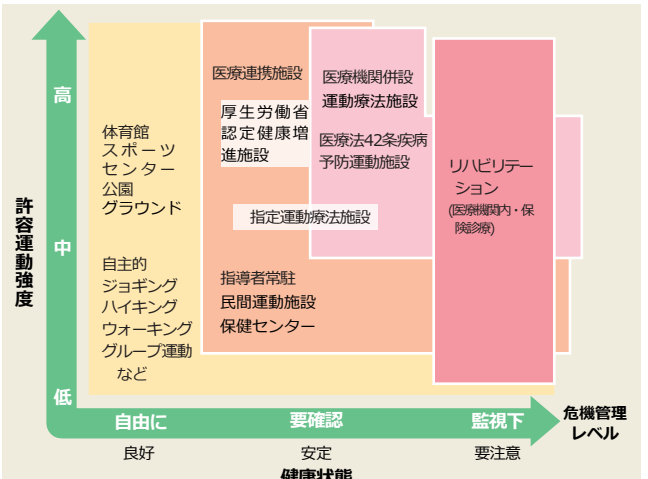 許容運動強度
高
中
低
体育館
スポーツ
センター
公園
グラウンド
自主的
ジョギング
ハイキング
ウォーキング
グループ運動
など
医療連携施設
厚生労働省
認定健康増
進施設
指定運動療法施設
指導者常駐
民間運動施設
保健センター
医療機関併設
運動療法施設
医療法42条疾病
予防運動施設
リハビリテー
ション
(医療機関内・保
険診療)
自由に
要確認
監視下
危機管理
レベル
良好
安定
要注意
健康状態